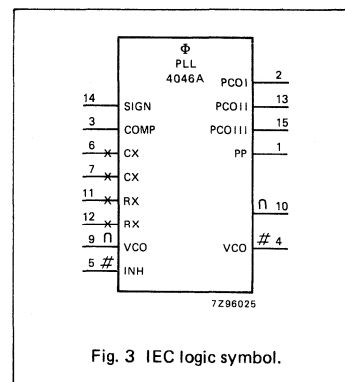 Φ
PLL
4046A
PCOI 2
14 SIGN
PCOII 13
3 COMP
PCOIII 15
6 CX
PP 1
7 CX
11 RX
∩ 10
12 RX
9 ∩ VCO
VCO # 4
5 # INH
7Z96025
Fig. 3 IEC logic symbol.